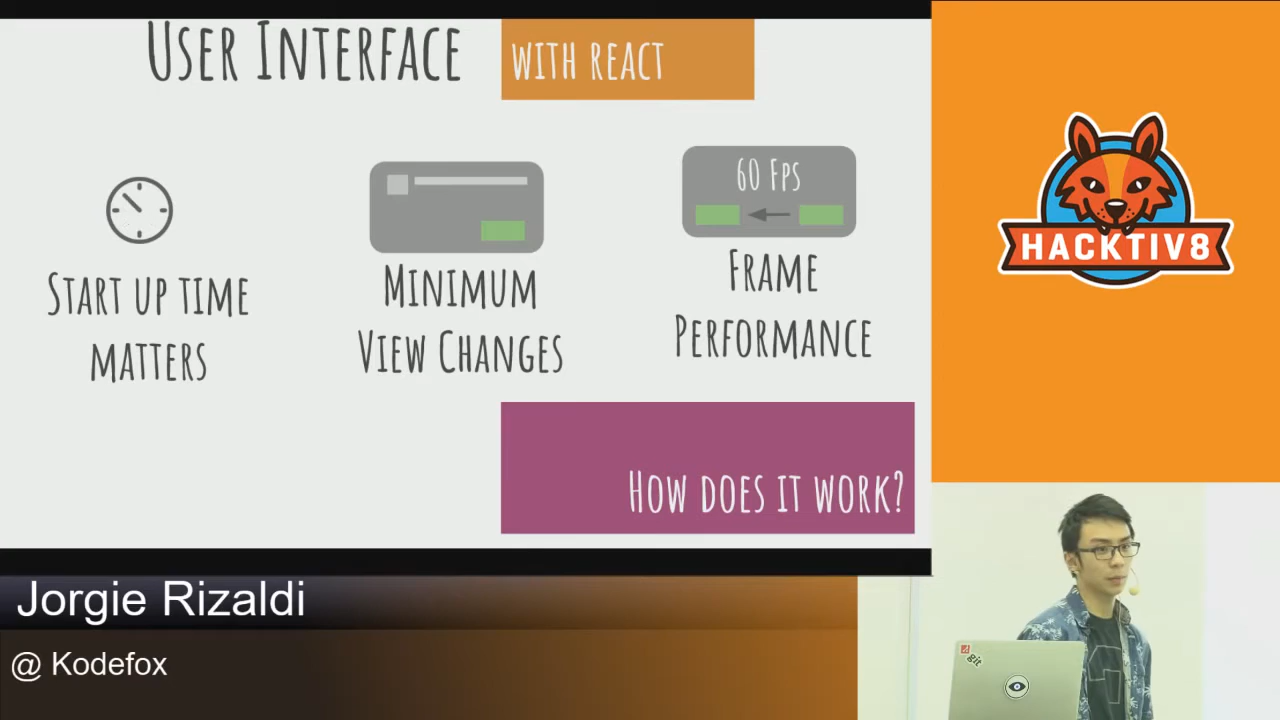 USER INTERFACE
WITH REACT
START UP TIME
MATTERS
MINIMUM
VIEW CHANGES
60 FPS
FRAME
PERFORMANCE
HOW DOES IT WORK?
HACKTIV8
git
Jorgie Rizaldi
@ Kodefox